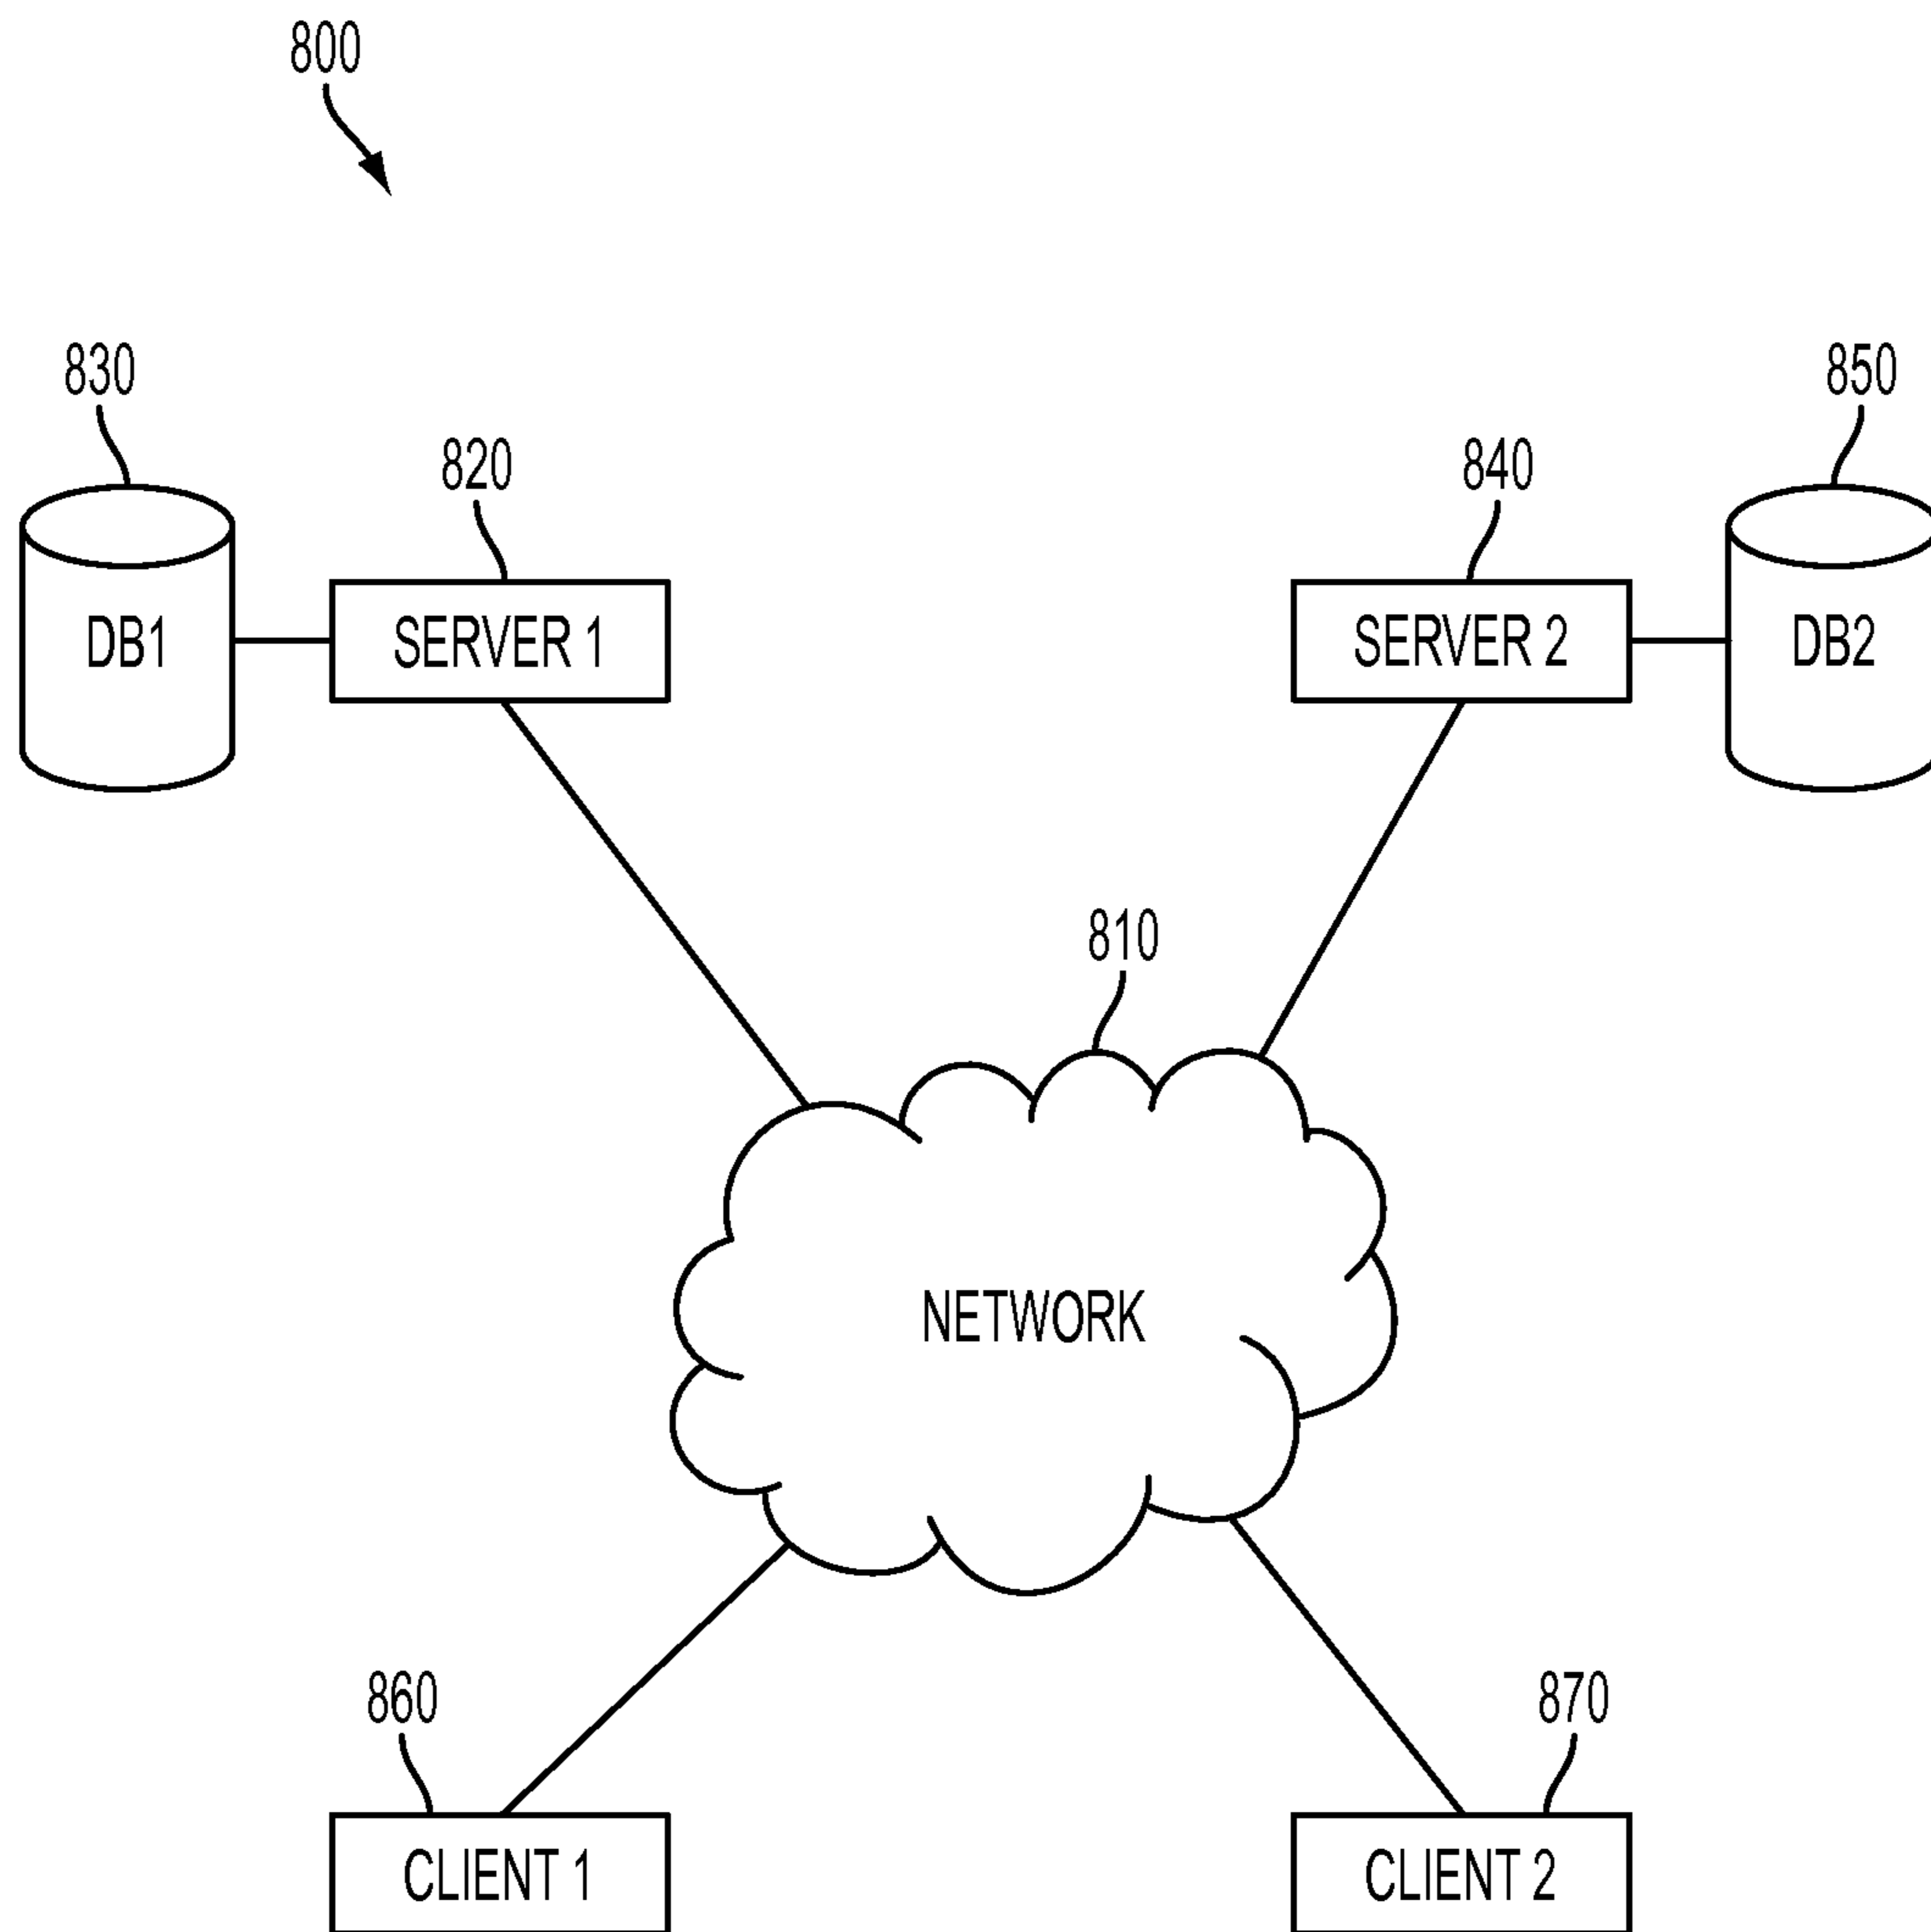 800
830
850
820
840
DB1
SERVER 1
SERVER 2
DB2
810
NETWORK
860
870
CLIENT 1
CLIENT 2